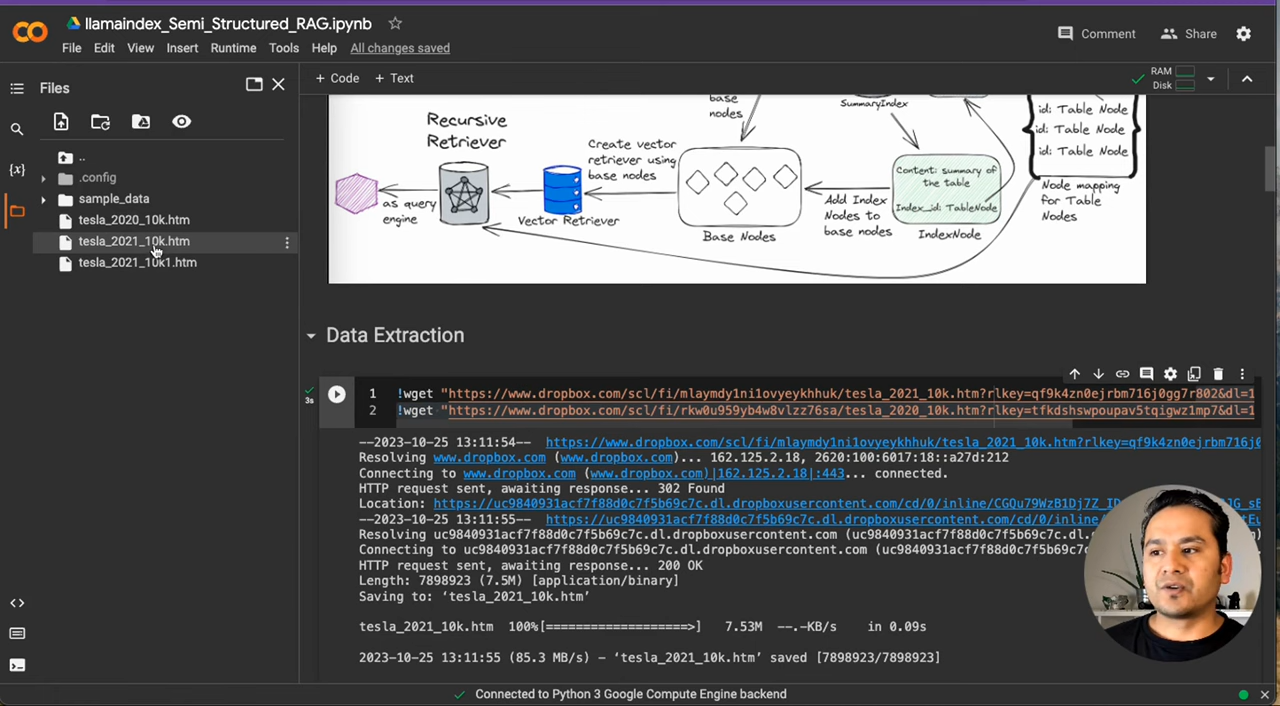 llamaindex_Semi_Structured_RAG.ipynb
File Edit View Insert Runtime Tools Help All changes saved
Comment Share
Files
+ Code + Text
RAM
Disk
..
.config
sample_data
tesla_2020_10k.htm
tesla_2021_10k.htm
tesla_2021_10k1.htm
{x}
Recursive
Retriever
as query
engine
Create vector
retriever using
base nodes
Vector Retriever
base
nodes
Base Nodes
Add Index
Nodes to
base nodes
SummaryIndex
Content: summary of
the table
Index_id: TableNode
IndexNode
id: Table Node
id: Table Node
id: Table Node
Node mapping
for Table
Nodes
Data Extraction
3s
1 !wget "https://www.dropbox.com/scl/fi/mlaymdy1ni1ovyeykhhuk/tesla_2021_10k.htm?rlkey=qf9k4zn0ejrbm716j0gg7r802&dl=1
2 !wget "https://www.dropbox.com/scl/fi/rkw0u959yb4w8vlzz76sa/tesla_2020_10k.htm?rlkey=tfkdshswpoupav5tqigwz1mp7&dl=1
--2023-10-25 13:11:54-- https://www.dropbox.com/scl/fi/mlaymdy1ni1ovyeykhhuk/tesla_2021_10k.htm?rlkey=qf9k4zn0ejrbm716j0
Resolving www.dropbox.com (www.dropbox.com)... 162.125.2.18, 2620:100:6017:18::a27d:212
Connecting to www.dropbox.com (www.dropbox.com)|162.125.2.18|:443... connected.
HTTP request sent, awaiting response... 302 Found
Location:
--2023-10-25 13:11:55--
Resolving uc9840931acf7f88d0c7f5b69c7c.dl.dropboxusercontent.com
Connecting to uc9840931acf7f88d0c7f5b69c7c.dl.dropboxusercontent.com
HTTP request sent, awaiting response... 200 OK
Length: 7898923 (7.5M) [application/binary]
Saving to: ‘tesla_2021_10k.htm’
tesla_2021_10k.htm 100%[===================>] 7.53M --.-KB/s in 0.09s
2023-10-25 13:11:55 (85.3 MB/s) - ‘tesla_2021_10k.htm’ saved [7898923/7898923]
Connected to Python 3 Google Compute Engine backend